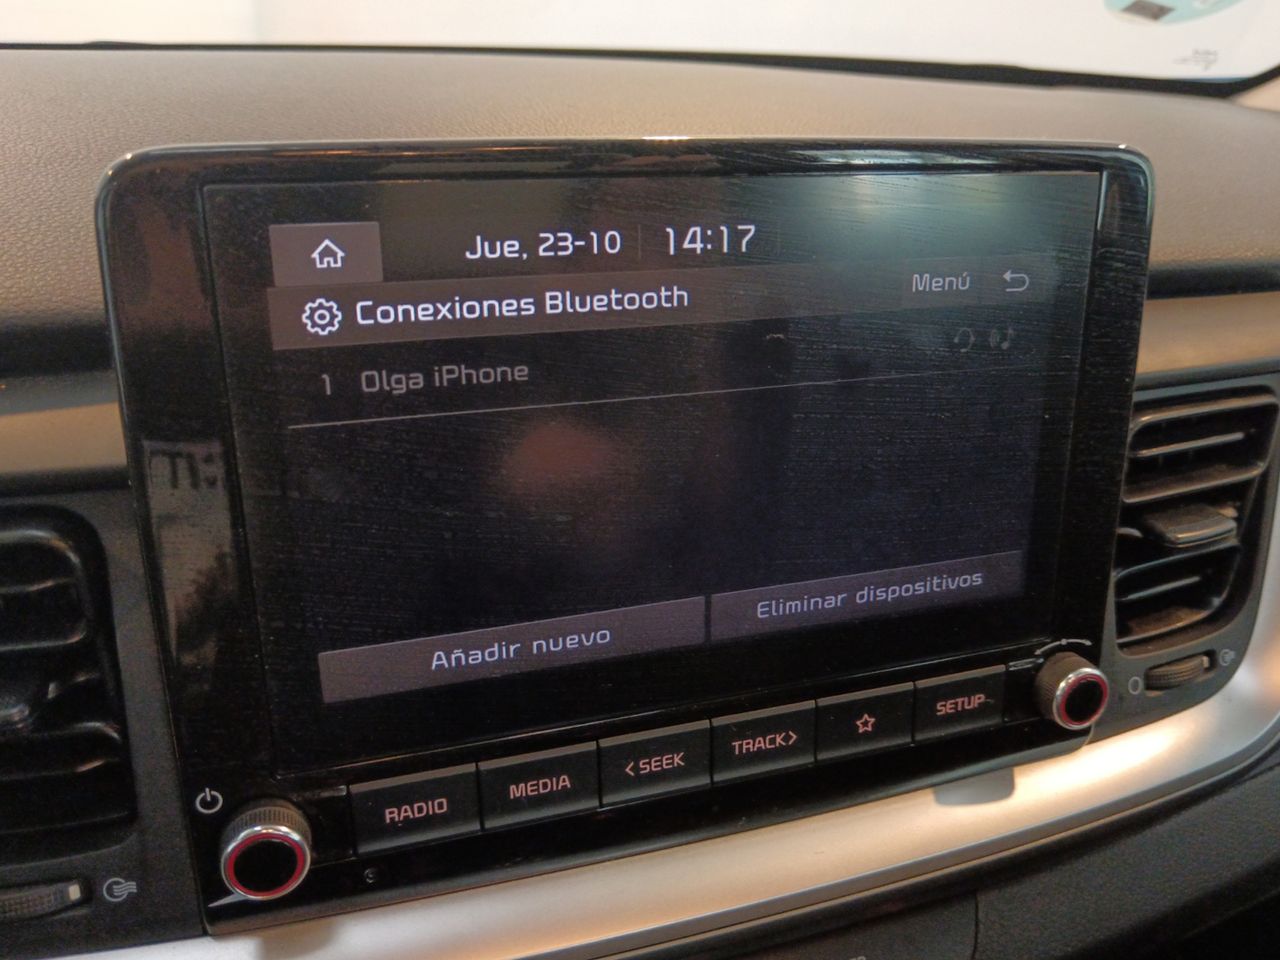 Jue, 23-10 14:17
Conexiones Bluetooth Menú
1 Olga iPhone
Añadir nuevo Eliminar dispositivos
RADIO MEDIA <SEEK TRACK> SETUP